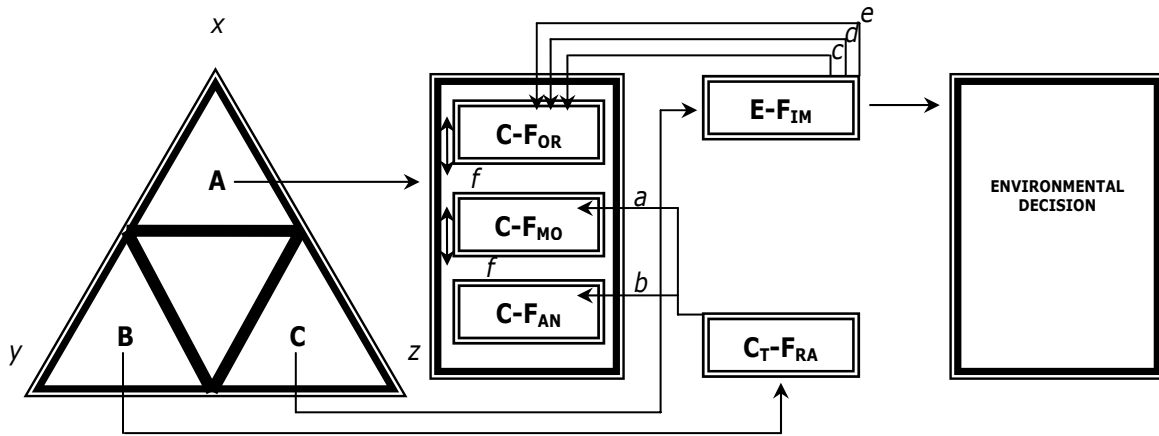 x
e
d
c
E-F_IM
C-F_OR
A
f
a
ENVIRONMENTAL
DECISION
C-F_MO
f
b
C-F_AN
B
C
y
z
C_T-F_RA